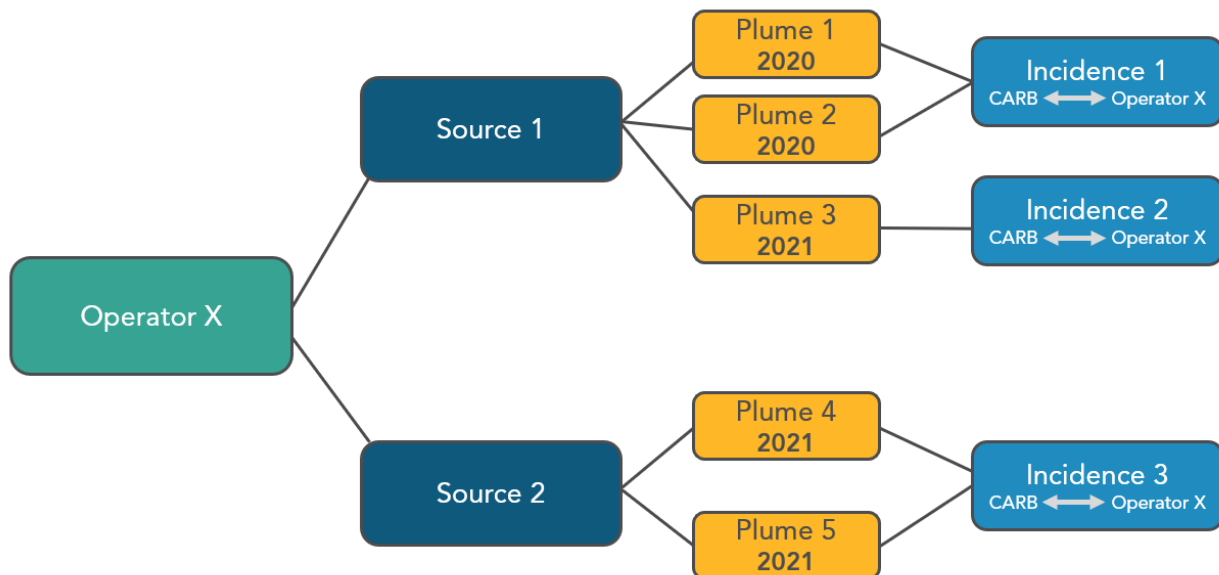 Operator X
Source 1
Plume 1
2020
Plume 2
2020
Plume 3
2021
Incidence 1
CARB Operator X
Incidence 2
CARB Operator X
Source 2
Plume 4
2021
Plume 5
2021
Incidence 3
CARB Operator X